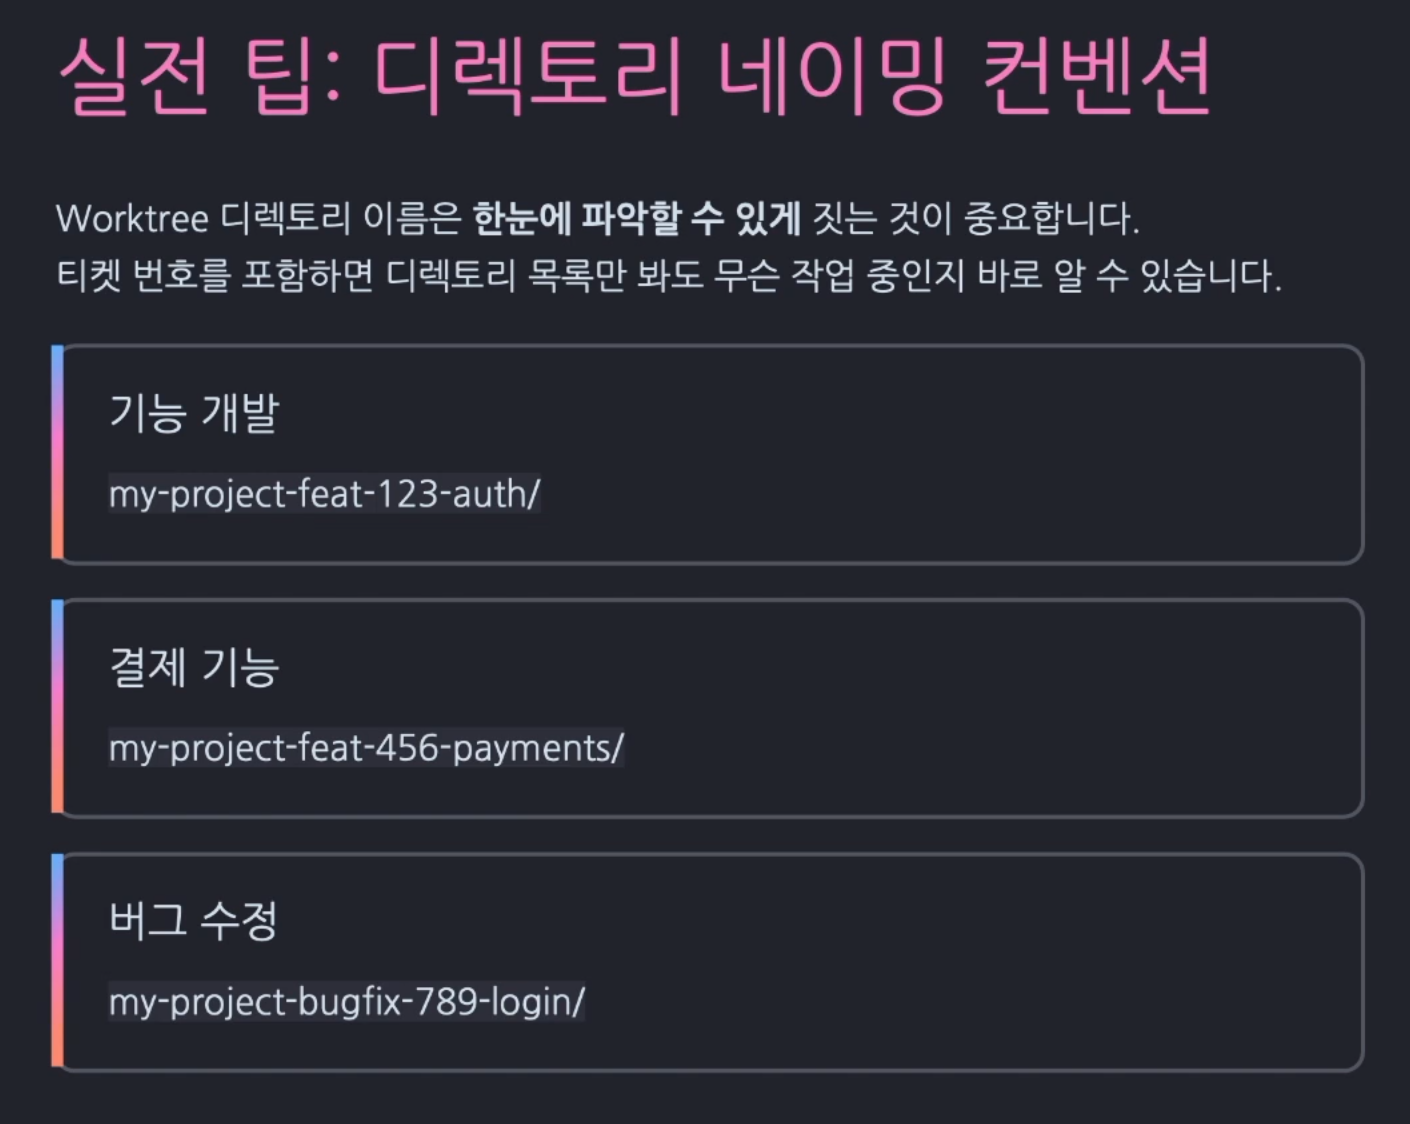 실전 팁: 디렉토리 네이밍 컨벤션
Worktree 디렉토리 이름은 한눈에 파악할 수 있게 짓는 것이 중요합니다.
티켓 번호를 포함하면 디렉토리 목록만 봐도 무슨 작업 중인지 바로 알 수 있습니다.
기능 개발
my-project-feat-123-auth/
결제 기능
my-project-feat-456-payments/
버그 수정
my-project-bugfix-789-login/